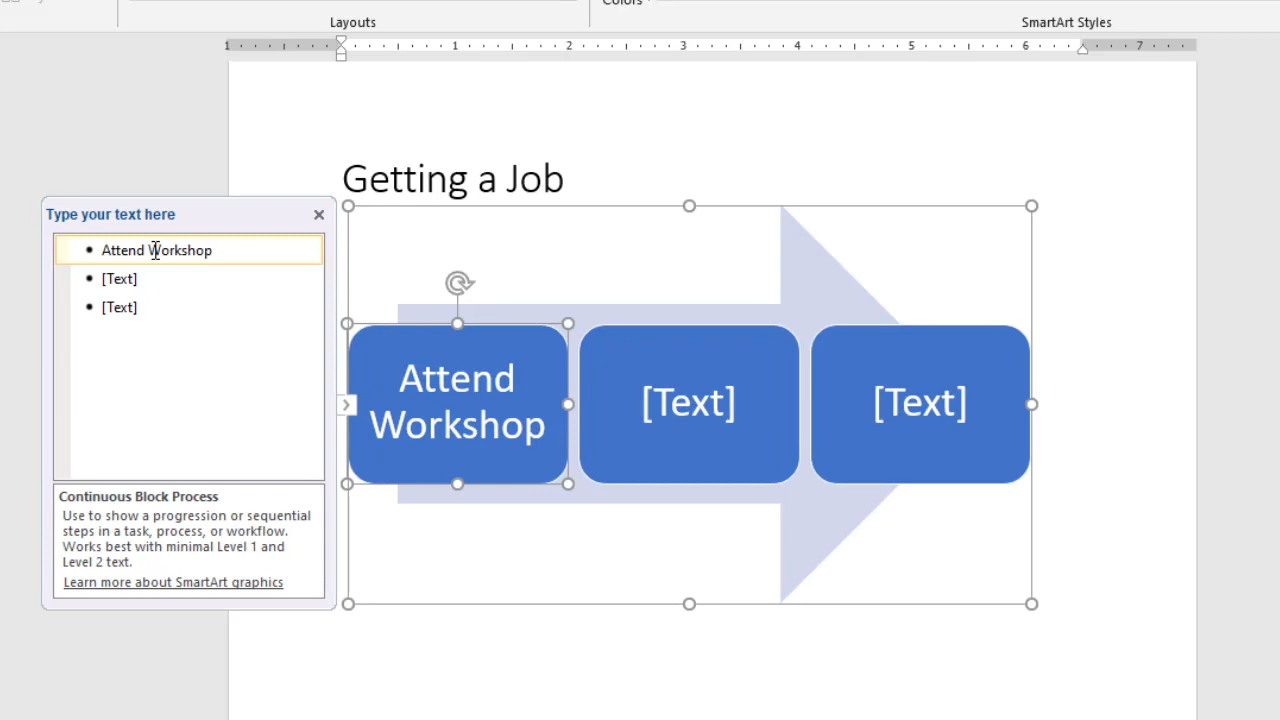 Colors
Layouts
SmartArt Styles
1 1 2 3 4 5 6 7
Getting a Job
Type your text here
Attend Workshop
[Text]
[Text]
Attend
Workshop
[Text]
[Text]
Continuous Block Process
Use to show a progression or sequential
steps in a task, process, or workflow.
Works best with minimal Level 1 and
Level 2 text.
Learn more about SmartArt graphics